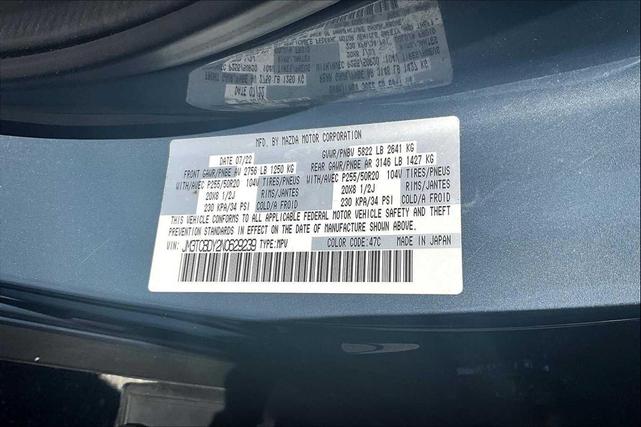 MFD. BY MAZDA MOTOR CORPORATION
DATE 07/22 GVWR/PNBV 5822 LB 2641 KG
FRONT GAWR/PNBE AV 2756 LB 1250 KG REAR GAWR/PNBE AR 3146 LB 1427 KG
WITH/AVEC P255/50R20 104V TIRES/PNEUS WITH/AVEC P255/50R20 104V TIRES/PNEUS
20X8 1/2J RIMS/JANTES 20X8 1/2J RIMS/JANTES
230 KPA/34 PSI COLD/A FROID 230 KPA/34 PSI COLD/A FROID
THIS VEHICLE CONFORMS TO ALL APPLICABLE FEDERAL MOTOR VEHICLE SAFETY AND THEFT
PREVENTION STANDARDS IN EFFECT ON THE DATE OF MANUFACTURE SHOWN ABOVE.
VIN: JM3TCBDY2N0629239 TYPE:MPV COLOR CODE:47C MADE IN JAPAN